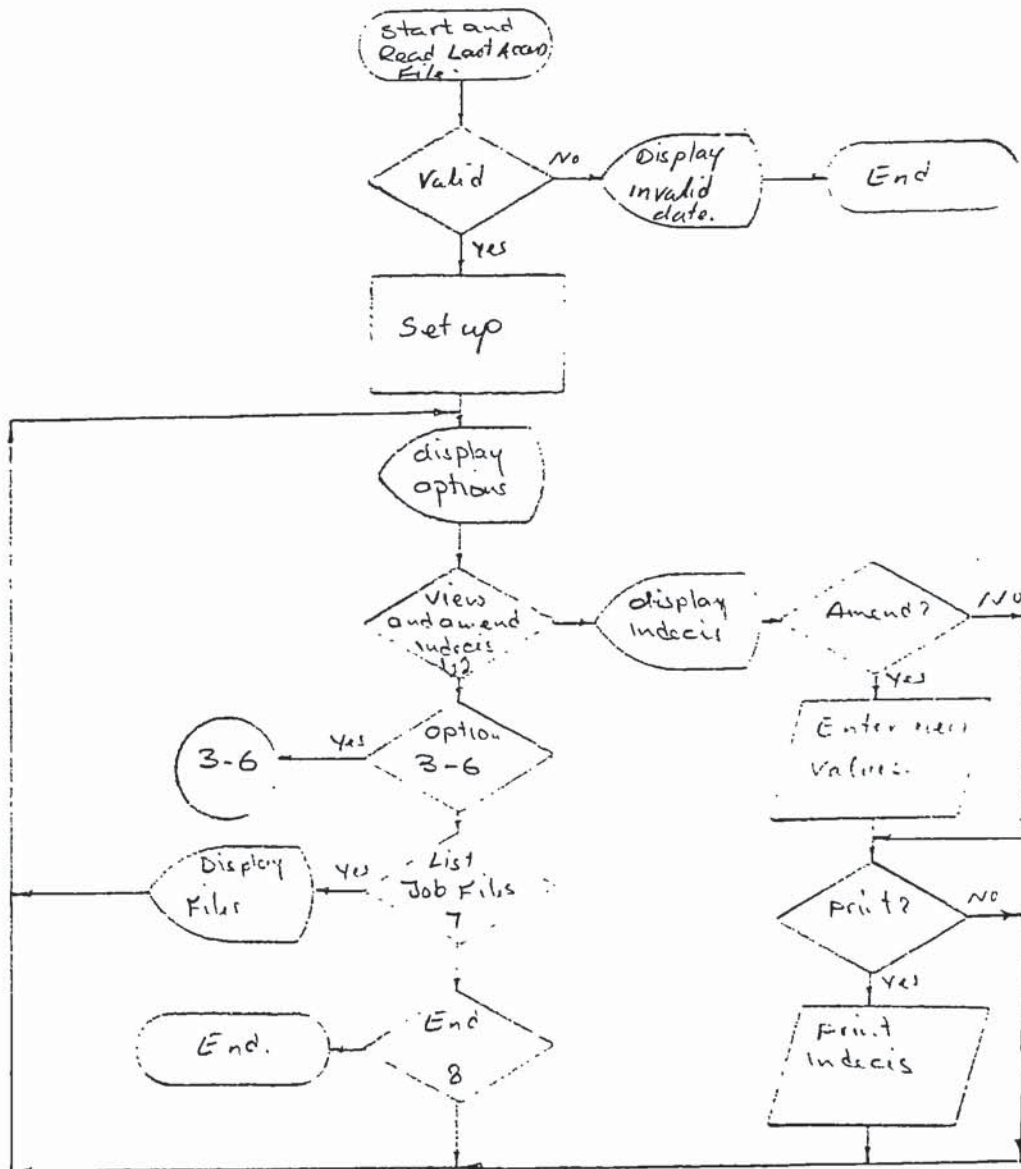 Start and
Read Last Access
File.
Valid
No
Display
invalid
date.
End
Yes
Set up
display
options
view
and amend
Indecis
1,2
display
Indecis
Amend?
No
Yes
Enter new
Values.
option
3-6
Yes
3-6
List
Job Files
7
Yes
Display
Files
print?
No
Yes
print
Indecis
End
8
End.